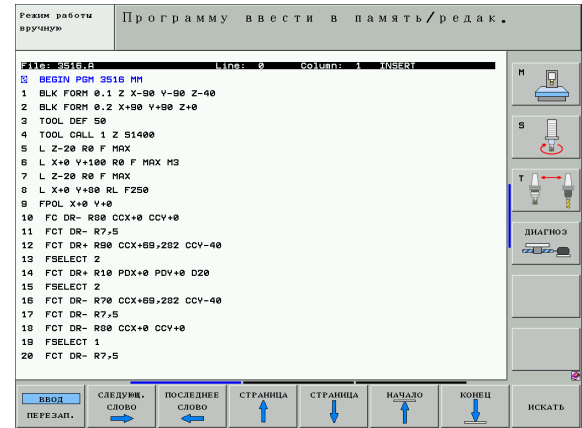 Режим работы
вручную
Программу ввести в память/редак.
File: 3516.A Line: 0 Column: 1 INSERT
0 BEGIN PGM 3516 MM
1 BLK FORM 0.1 Z X-90 Y-90 Z-40
2 BLK FORM 0.2 X+90 Y+90 Z+0
3 TOOL DEF 50
4 TOOL CALL 1 Z S1400
5 L Z-20 R0 F MAX
6 L X+0 Y+100 R0 F MAX M3
7 L Z-20 R0 F MAX
8 L X+0 Y+80 RL F250
9 FPOL X+0 Y+0
10 FC DR- R80 CCX+0 CCY+0
11 FCT DR- R7,5
12 FCT DR+ R90 CCX+69,282 CCY-40
13 FSELECT 2
14 FCT DR+ R10 PDX+0 PDY+0 D20
15 FSELECT 2
16 FCT DR- R70 CCX+69,282 CCY-40
17 FCT DR- R7,5
18 FCT DR- R80 CCX+0 CCY+0
19 FSELECT 1
20 FCT DR- R7,5
M
S
T
ДИАГНОЗ
ВВОД
ПЕРЕЗАП.
СЛЕДУЮЩ.
СЛОВО
ПОСЛЕДНЕЕ
СЛОВО
СТРАНИЦА
СТРАНИЦА
НАЧАЛО
КОНЕЦ
ИСКАТЬ